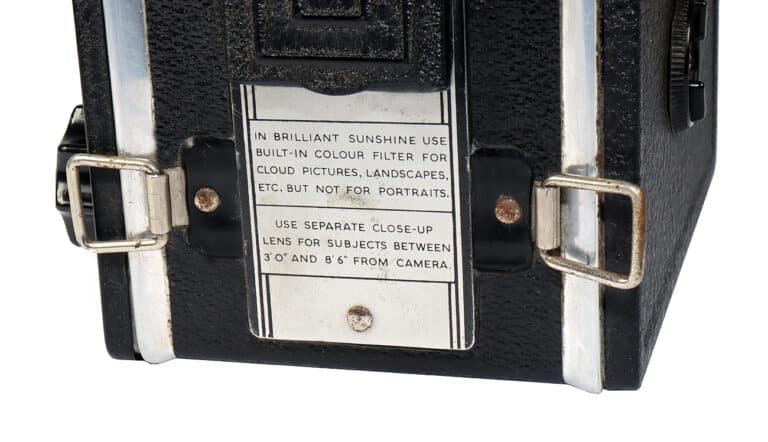 IN BRILLIANT SUNSHINE USE
BUILT-IN COLOUR FILTER FOR
CLOUD PICTURES, LANDSCAPES,
ETC. BUT NOT FOR PORTRAITS.
USE SEPARATE CLOSE-UP
LENS FOR SUBJECTS BETWEEN
3'0" AND 8'6" FROM CAMERA.